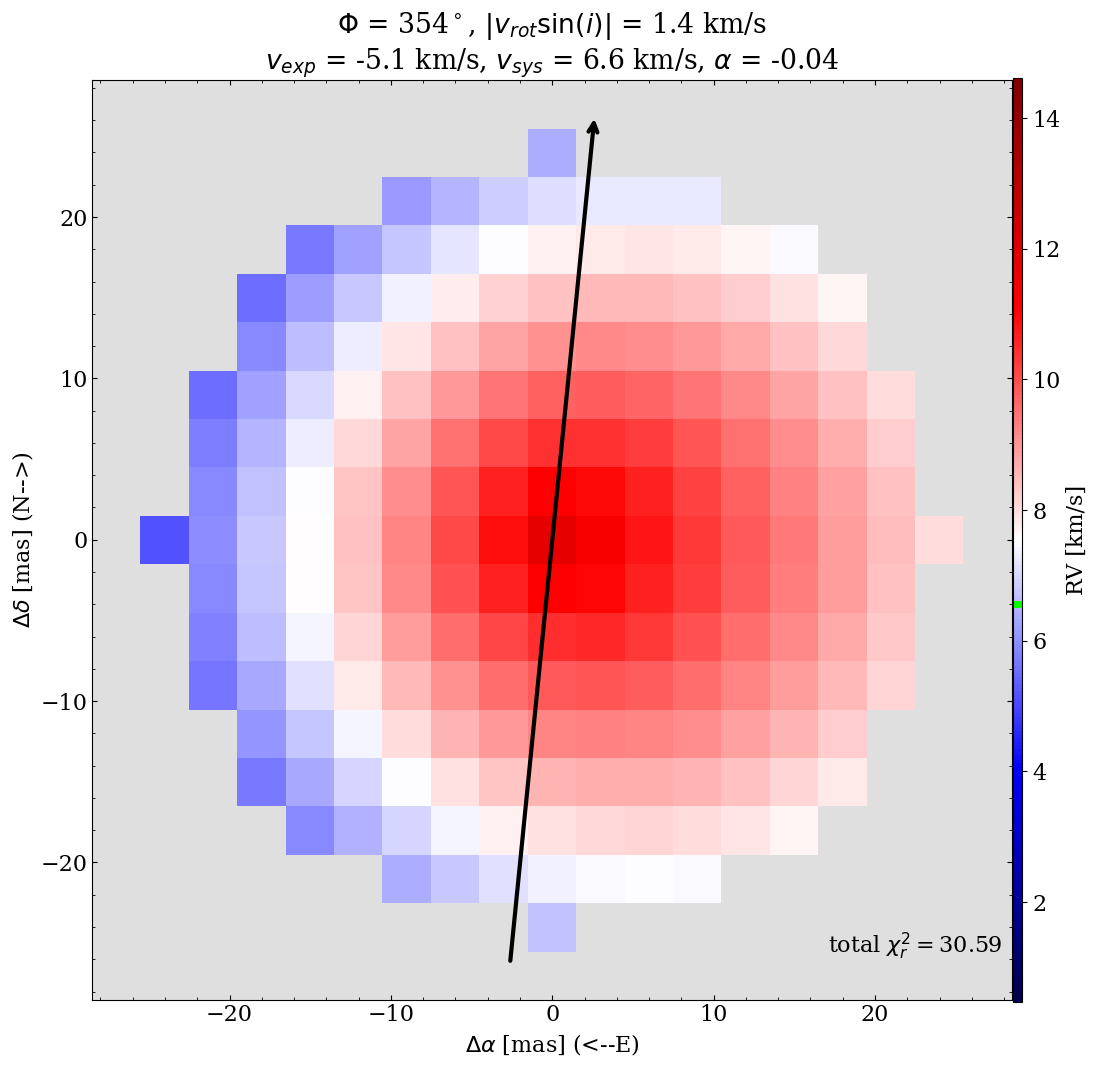 Φ = 354°, |v_rot sin(i)| = 1.4 km/s
v_exp = -5.1 km/s, v_sys = 6.6 km/s, α = -0.04
14
12
10
8
6
4
2
RV [km/s]
20
10
0
−10
−20
Δδ [mas] (N-->)
total χ_r^2 = 30.59
−20
−10
0
10
20
Δα [mas] (<--E)